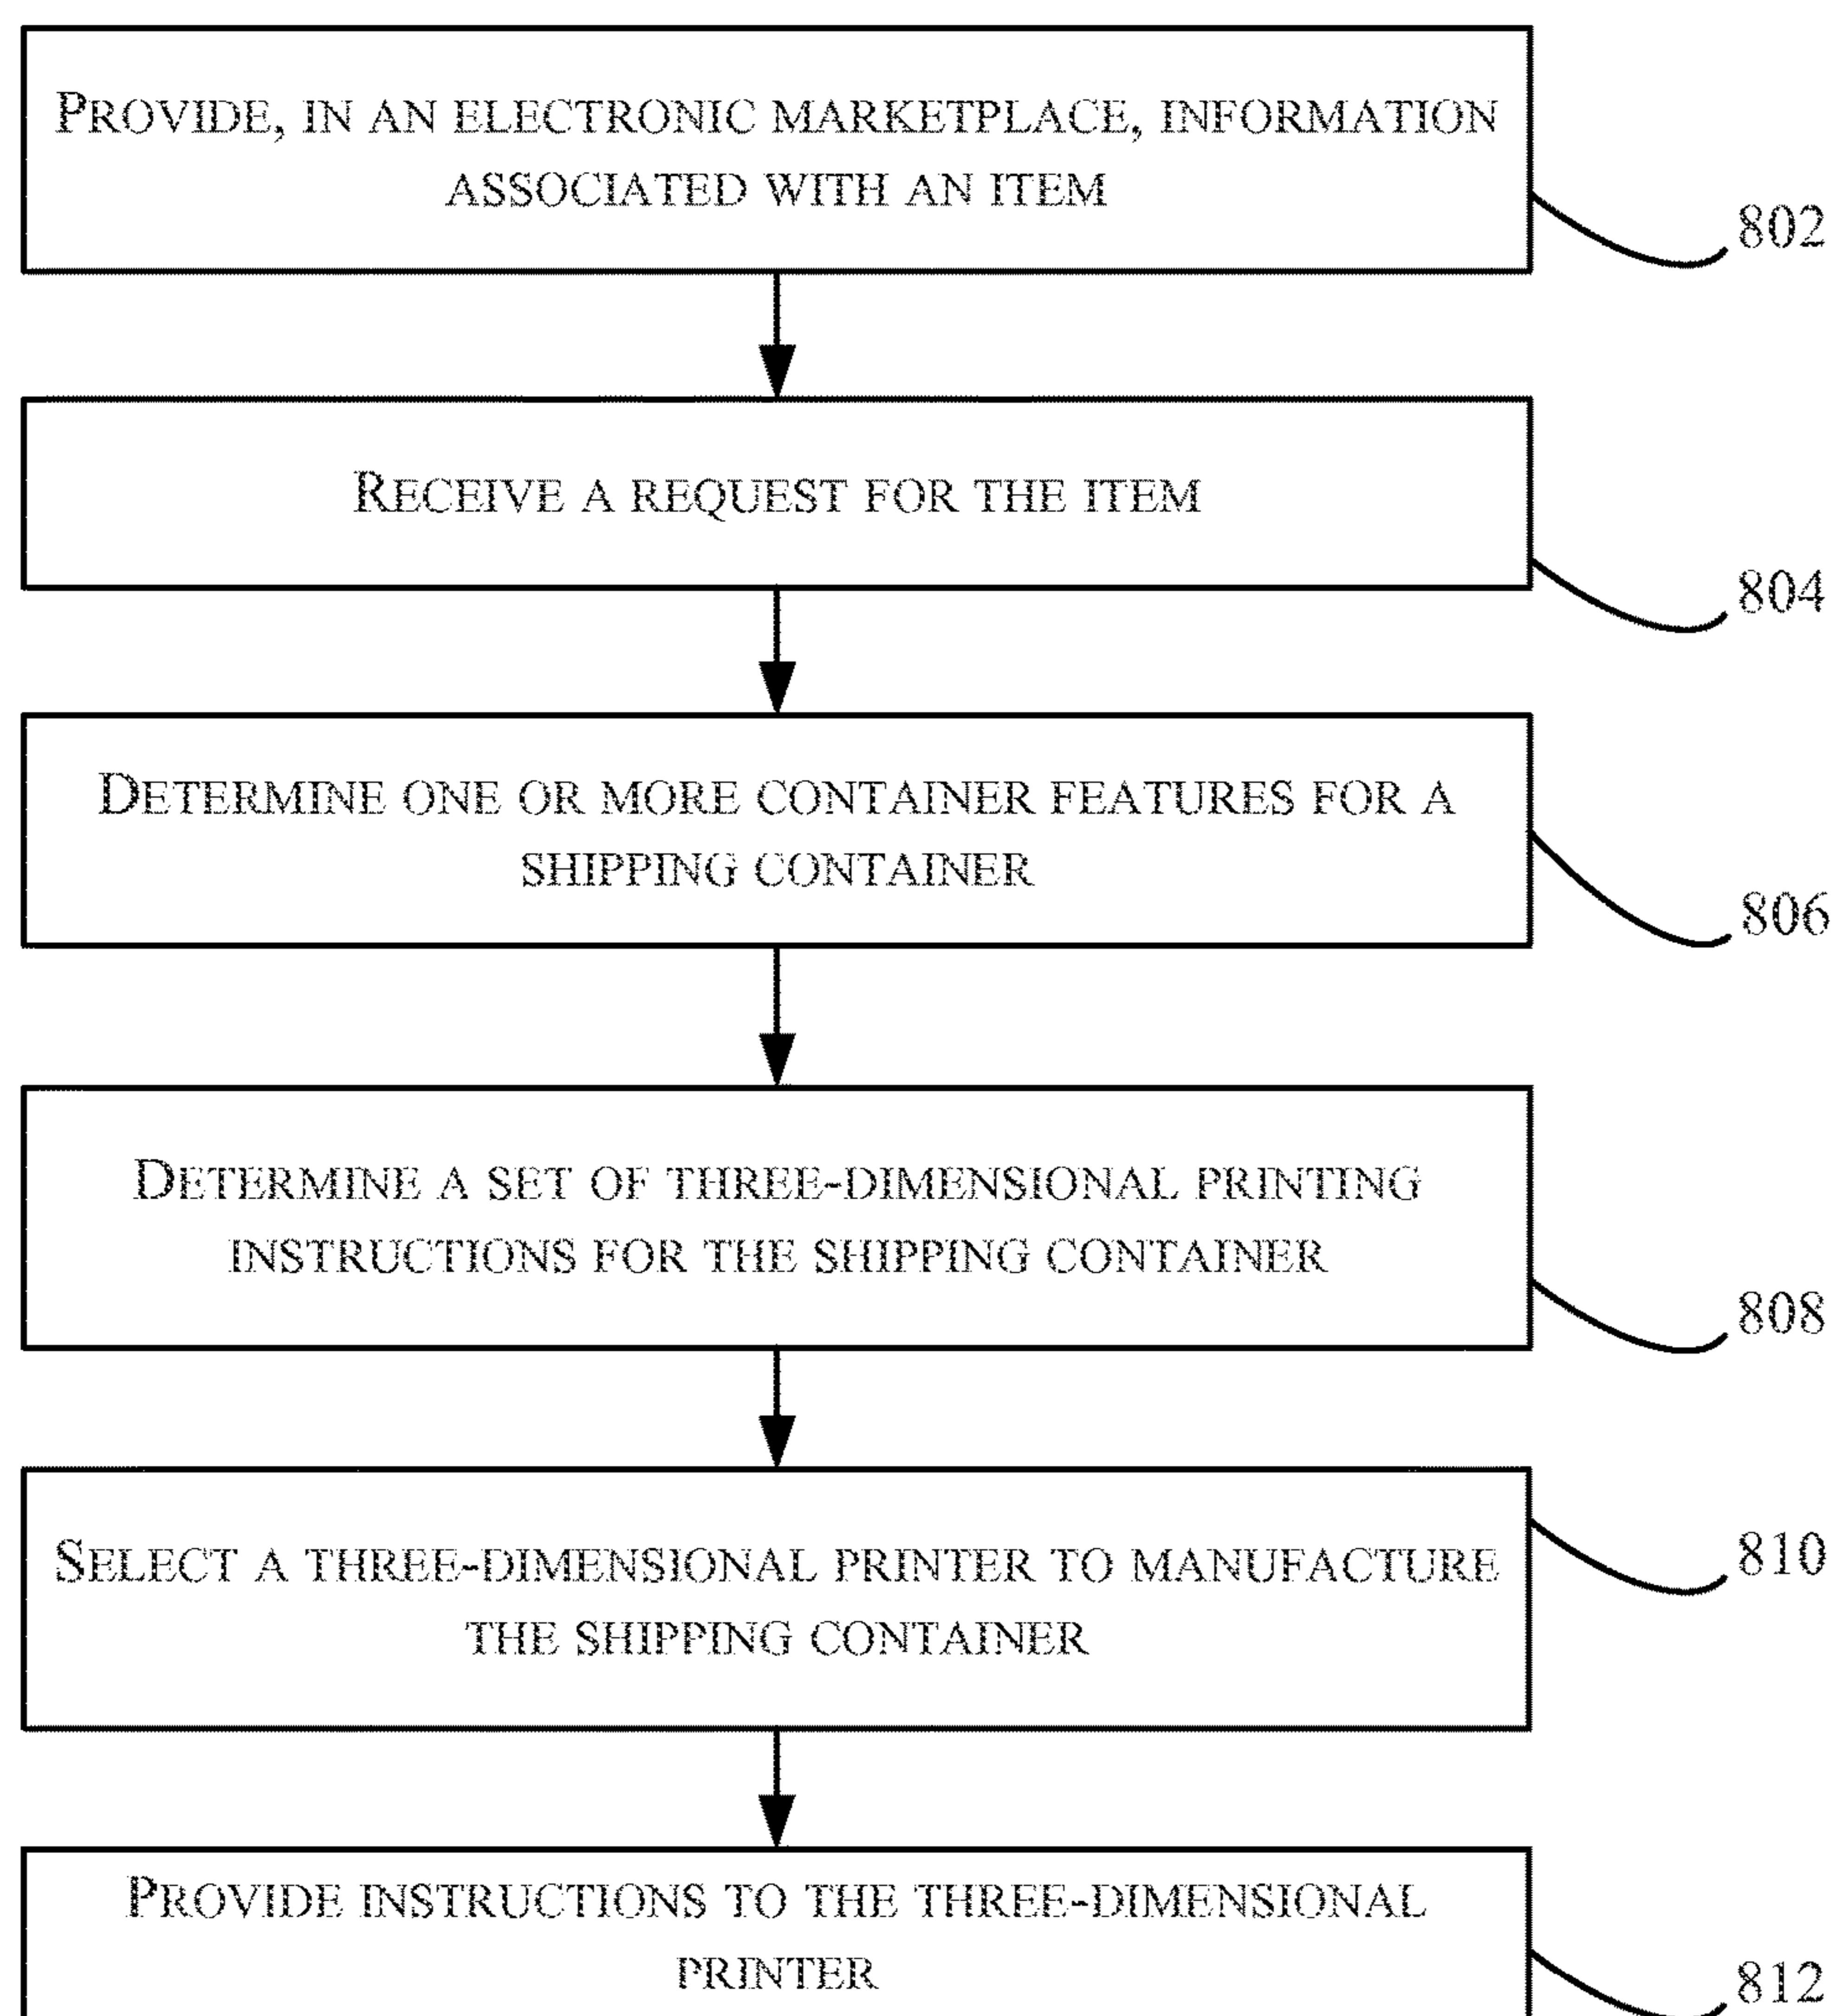 PROVIDE, IN AN ELECTRONIC MARKETPLACE, INFORMATION
ASSOCIATED WITH AN ITEM
802
RECEIVE A REQUEST FOR THE ITEM
804
DETERMINE ONE OR MORE CONTAINER FEATURES FOR A
SHIPPING CONTAINER
806
DETERMINE A SET OF THREE-DIMENSIONAL PRINTING
INSTRUCTIONS FOR THE SHIPPING CONTAINER
808
SELECT A THREE-DIMENSIONAL PRINTER TO MANUFACTURE
THE SHIPPING CONTAINER
810
PROVIDE INSTRUCTIONS TO THE THREE-DIMENSIONAL
PRINTER
812